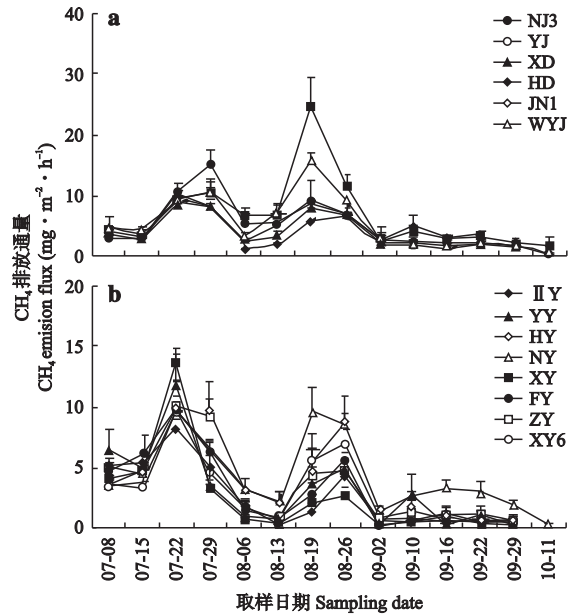 a
40
30
20
10
0
NJ3
YJ
XD
HD
JN1
WYJ
CH₄排放通量
CH₄ emision flux (mg·m⁻²·h⁻¹)
b
20
15
10
5
0
ⅡY
YY
HY
NY
XY
FY
ZY
XY6
07-08
07-15
07-22
07-29
08-06
08-13
08-19
08-26
09-02
09-10
09-16
09-22
09-29
10-11
取样日期 Sampling date